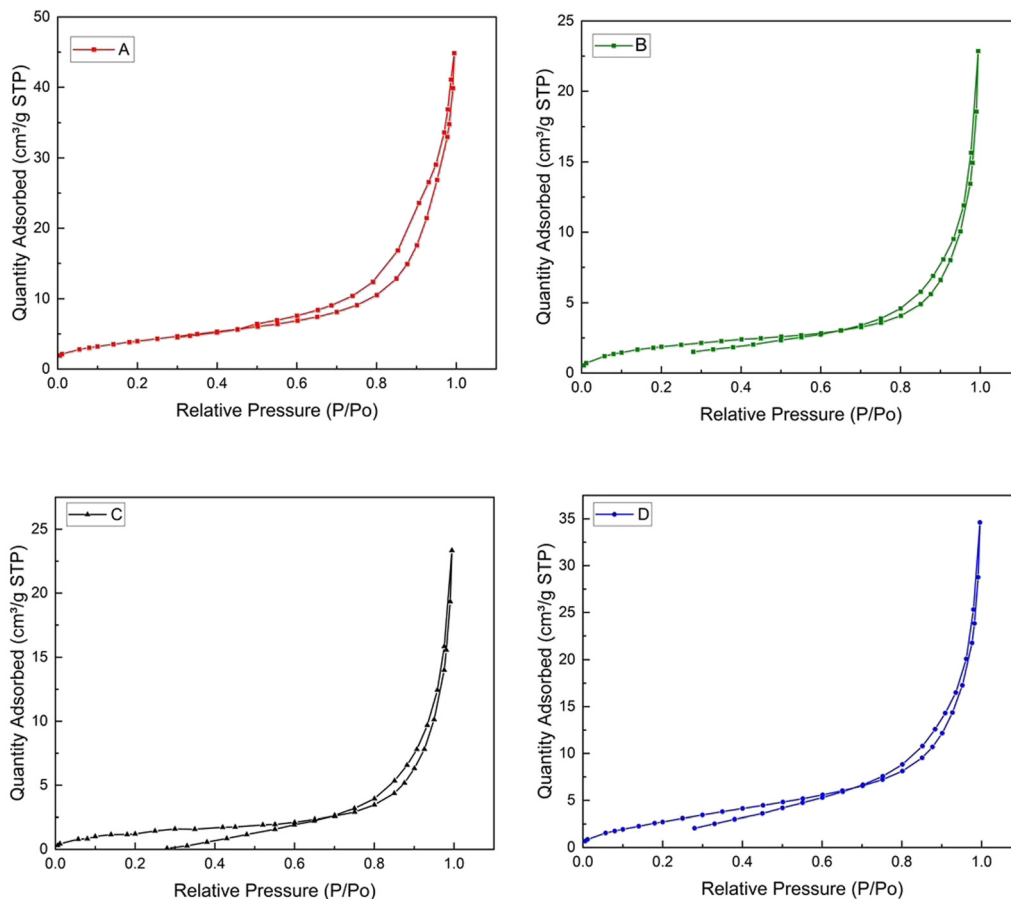 A
Quantity Adsorbed (cm³/g STP)
50
40
30
20
10
0
0.0 0.2 0.4 0.6 0.8 1.0
Relative Pressure (P/Po)
B
Quantity Adsorbed (cm³/g STP)
25
20
15
10
5
0
0.0 0.2 0.4 0.6 0.8 1.0
Relative Pressure (P/Po)
C
Quantity Adsorbed (cm³/g STP)
25
20
15
10
5
0
0.0 0.2 0.4 0.6 0.8 1.0
Relative Pressure (P/Po)
D
Quantity Adsorbed (cm³/g STP)
35
30
25
20
15
10
5
0
0.0 0.2 0.4 0.6 0.8 1.0
Relative Pressure (P/Po)